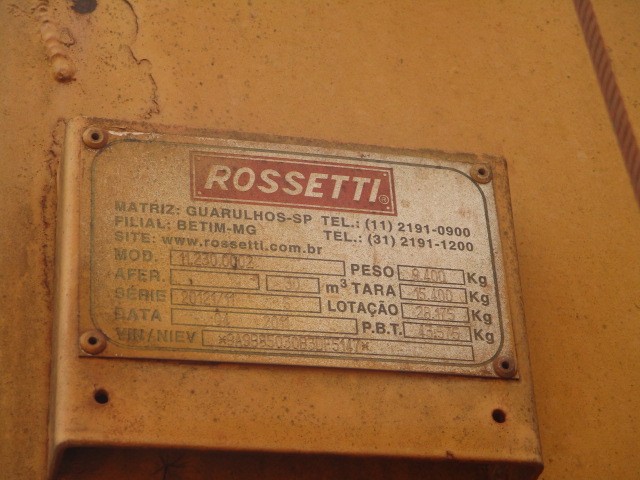 ROSSETTI®
MATRIZ: GUARULHOS-SP TEL.: (11) 2191-0900
FILIAL: BETIM-MG TEL.: (31) 2191-1200
SITE: www.rossetti.com.br
MOD. PESO 9.400 Kg
AFER. 30 m³ TARA 15.400 Kg
SÉRIE LOTAÇÃO 28.175 Kg
DATA 2011 P.B.T. Kg
VIN/NIEV